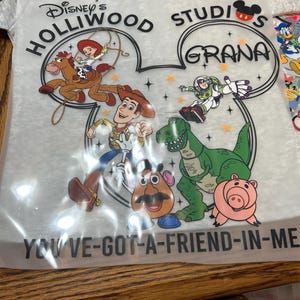 Disney's
HOLLIWOOD STUDIOS
GRANA
YOU'VE-GOT-A-FRIEND-IN-ME